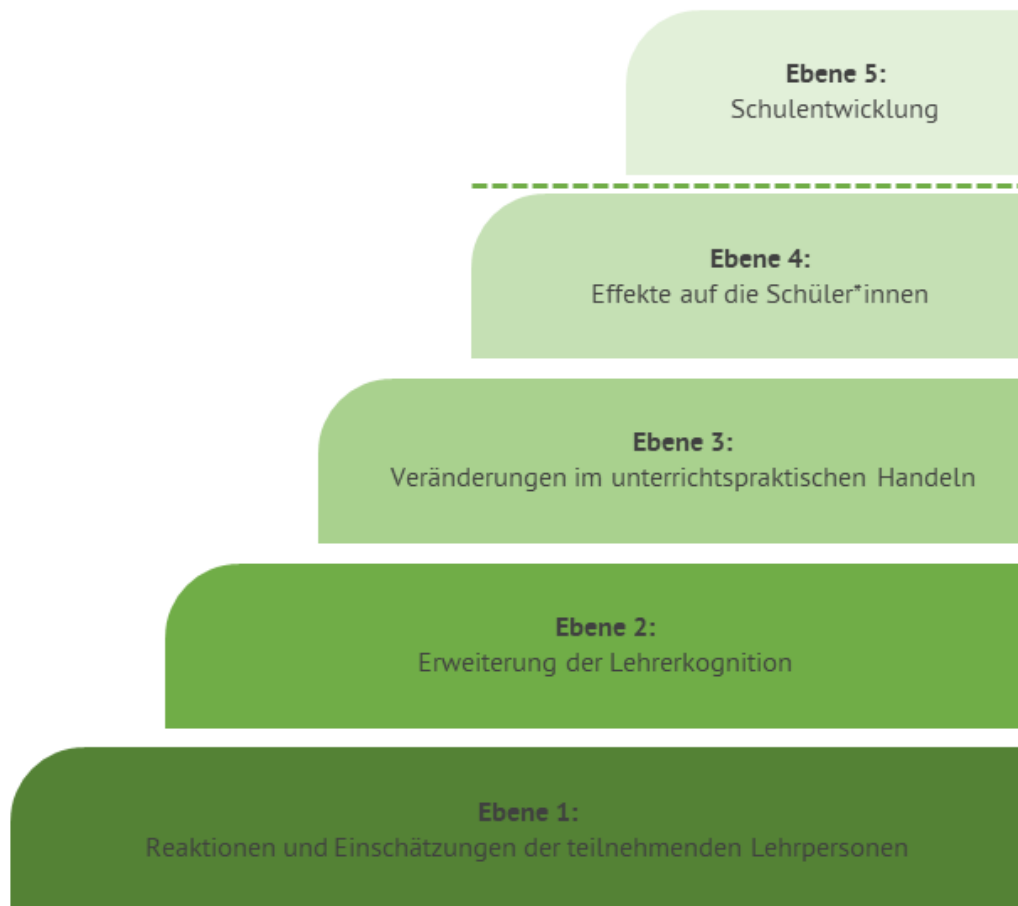 Ebene 5:
Schulentwicklung
Ebene 4:
Effekte auf die Schüler*innen
Ebene 3:
Veränderungen im unterrichtspraktischen Handeln
Ebene 2:
Erweiterung der Lehrerkognition
Ebene 1:
Reaktionen und Einschätzungen der teilnehmenden Lehrpersonen